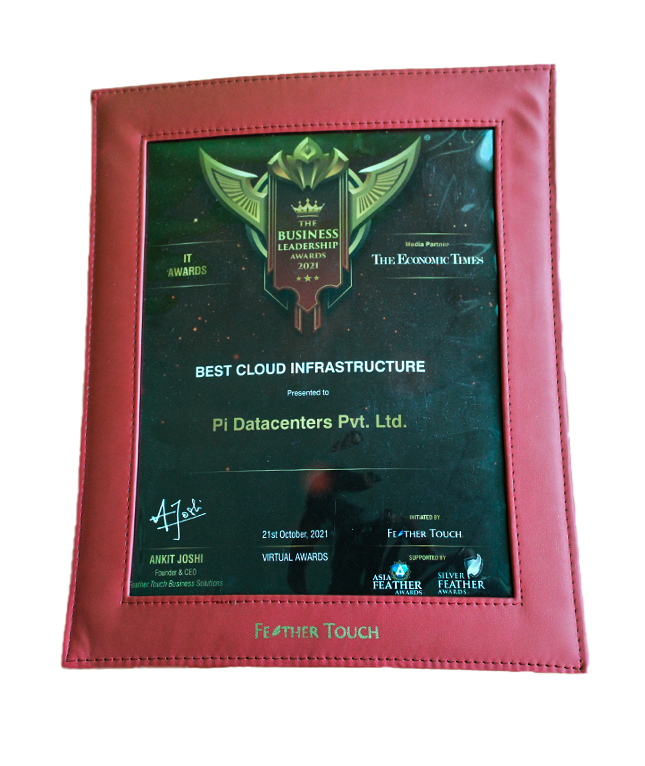 THE
BUSINESS
LEADERSHIP
AWARDS
2021
IT
AWARDS
Media Partner
THE ECONOMIC TIMES
BEST CLOUD INFRASTRUCTURE
Presented to
Pi Datacenters Pvt. Ltd.
A Joshi
ANKIT JOSHI
Founder & CEO
Feather Touch Business Solutions
21st October, 2021
VIRTUAL AWARDS
INITIATED BY
FEATHER TOUCH
SUPPORTED BY
ASIA
FEATHER
AWARDS
SILVER
FEATHER
AWARDS
FEATHER TOUCH